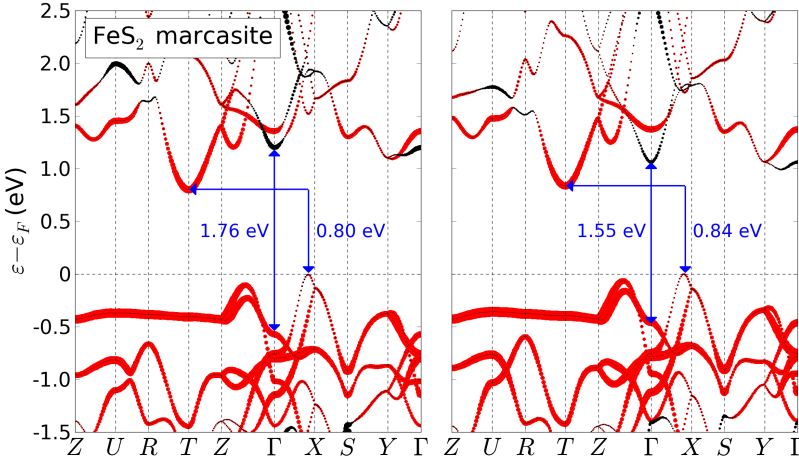 FeS₂ marcasite
ε−ε_F (eV)
2.5
2.0
1.5
1.0
0.5
0
-0.5
-1.0
-1.5
1.76 eV
0.80 eV
Z U R T Z Γ X S Y Γ
1.55 eV
0.84 eV
Z U R T Z Γ X S Y Γ